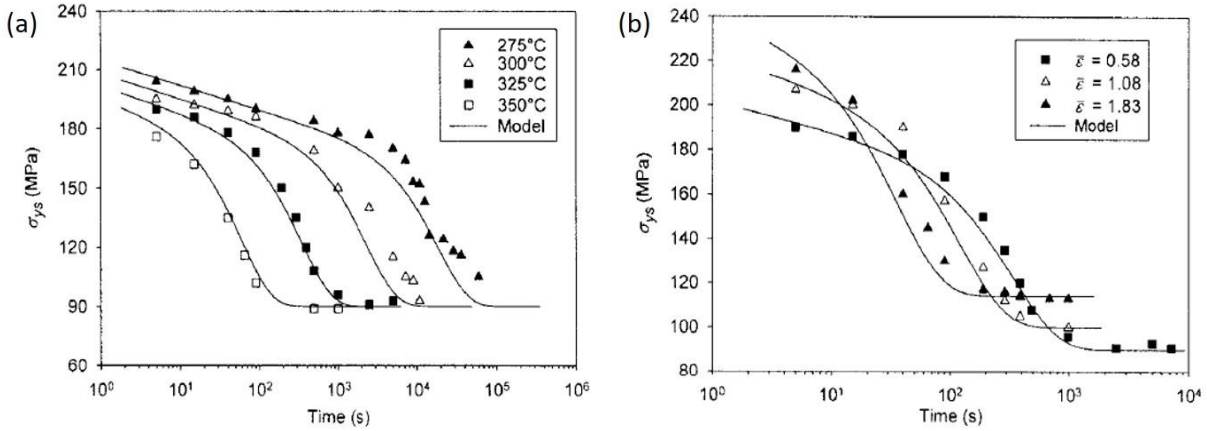 (a)
240
210
180
150
120
90
60
σys (MPa)
10⁰ 10¹ 10² 10³ 10⁴ 10⁵ 10⁶
Time (s)
275°C
300°C
325°C
350°C
Model
(b)
240
220
200
180
160
140
120
100
80
σys (MPa)
10⁰ 10¹ 10² 10³ 10⁴
Time (s)
ε̄ = 0.58
ε̄ = 1.08
ε̄ = 1.83
Model